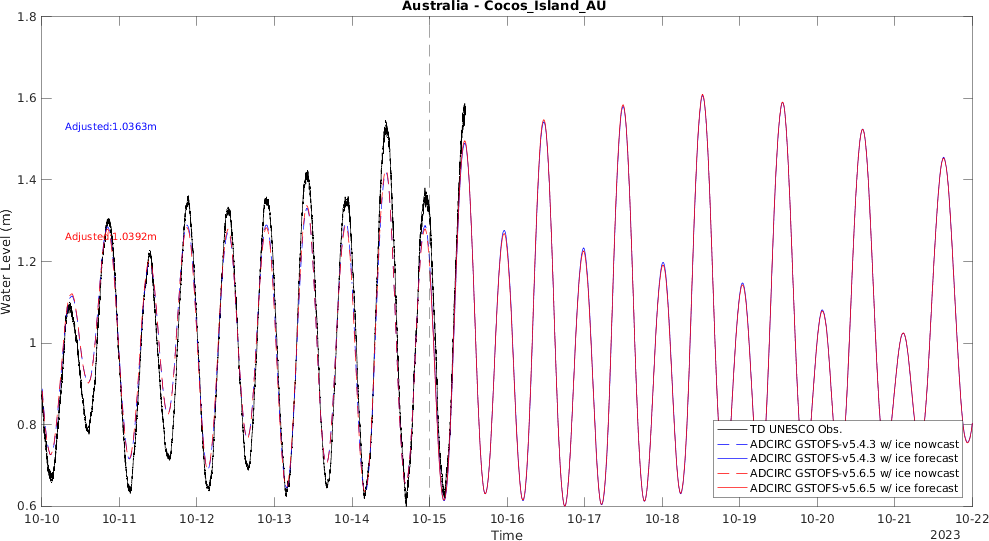 Australia - Cocos_Island_AU
Water Level (m)
1.8
1.6
1.4
1.2
1
0.8
0.6
Adjusted:1.0363m
Adjusted:1.0392m
TD UNESCO Obs.
ADCIRC GSTOFS-v5.4.3 w/ ice nowcast
ADCIRC GSTOFS-v5.4.3 w/ ice forecast
ADCIRC GSTOFS-v5.6.5 w/ ice nowcast
ADCIRC GSTOFS-v5.6.5 w/ ice forecast
10-10 10-11 10-12 10-13 10-14 10-15 10-16 10-17 10-18 10-19 10-20 10-21 10-22
Time
2023